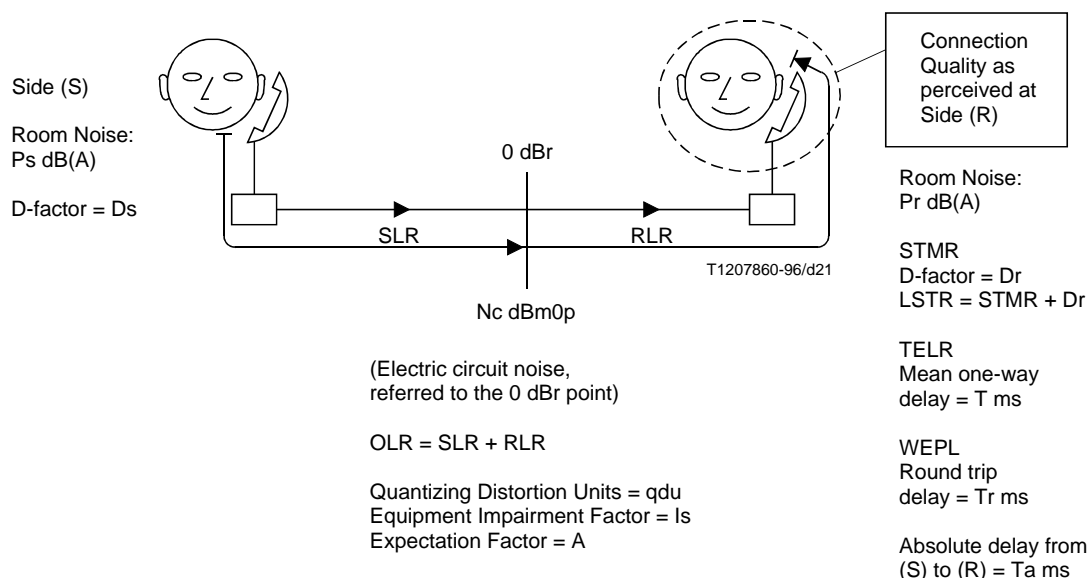 Side (S)
Room Noise:
Ps dB(A)
D-factor = Ds
0 dBr
SLR
RLR
T1207860-96/d21
Nc dBm0p
(Electric circuit noise,
referred to the 0 dBr point)
OLR = SLR + RLR
Quantizing Distortion Units = qdu
Equipment Impairment Factor = Is
Expectation Factor = A
Connection
Quality as
perceived at
Side (R)
Room Noise:
Pr dB(A)
STMR
D-factor = Dr
LSTR = STMR + Dr
TELR
Mean one-way
delay = T ms
WEPL
Round trip
delay = Tr ms
Absolute delay from
(S) to (R) = Ta ms